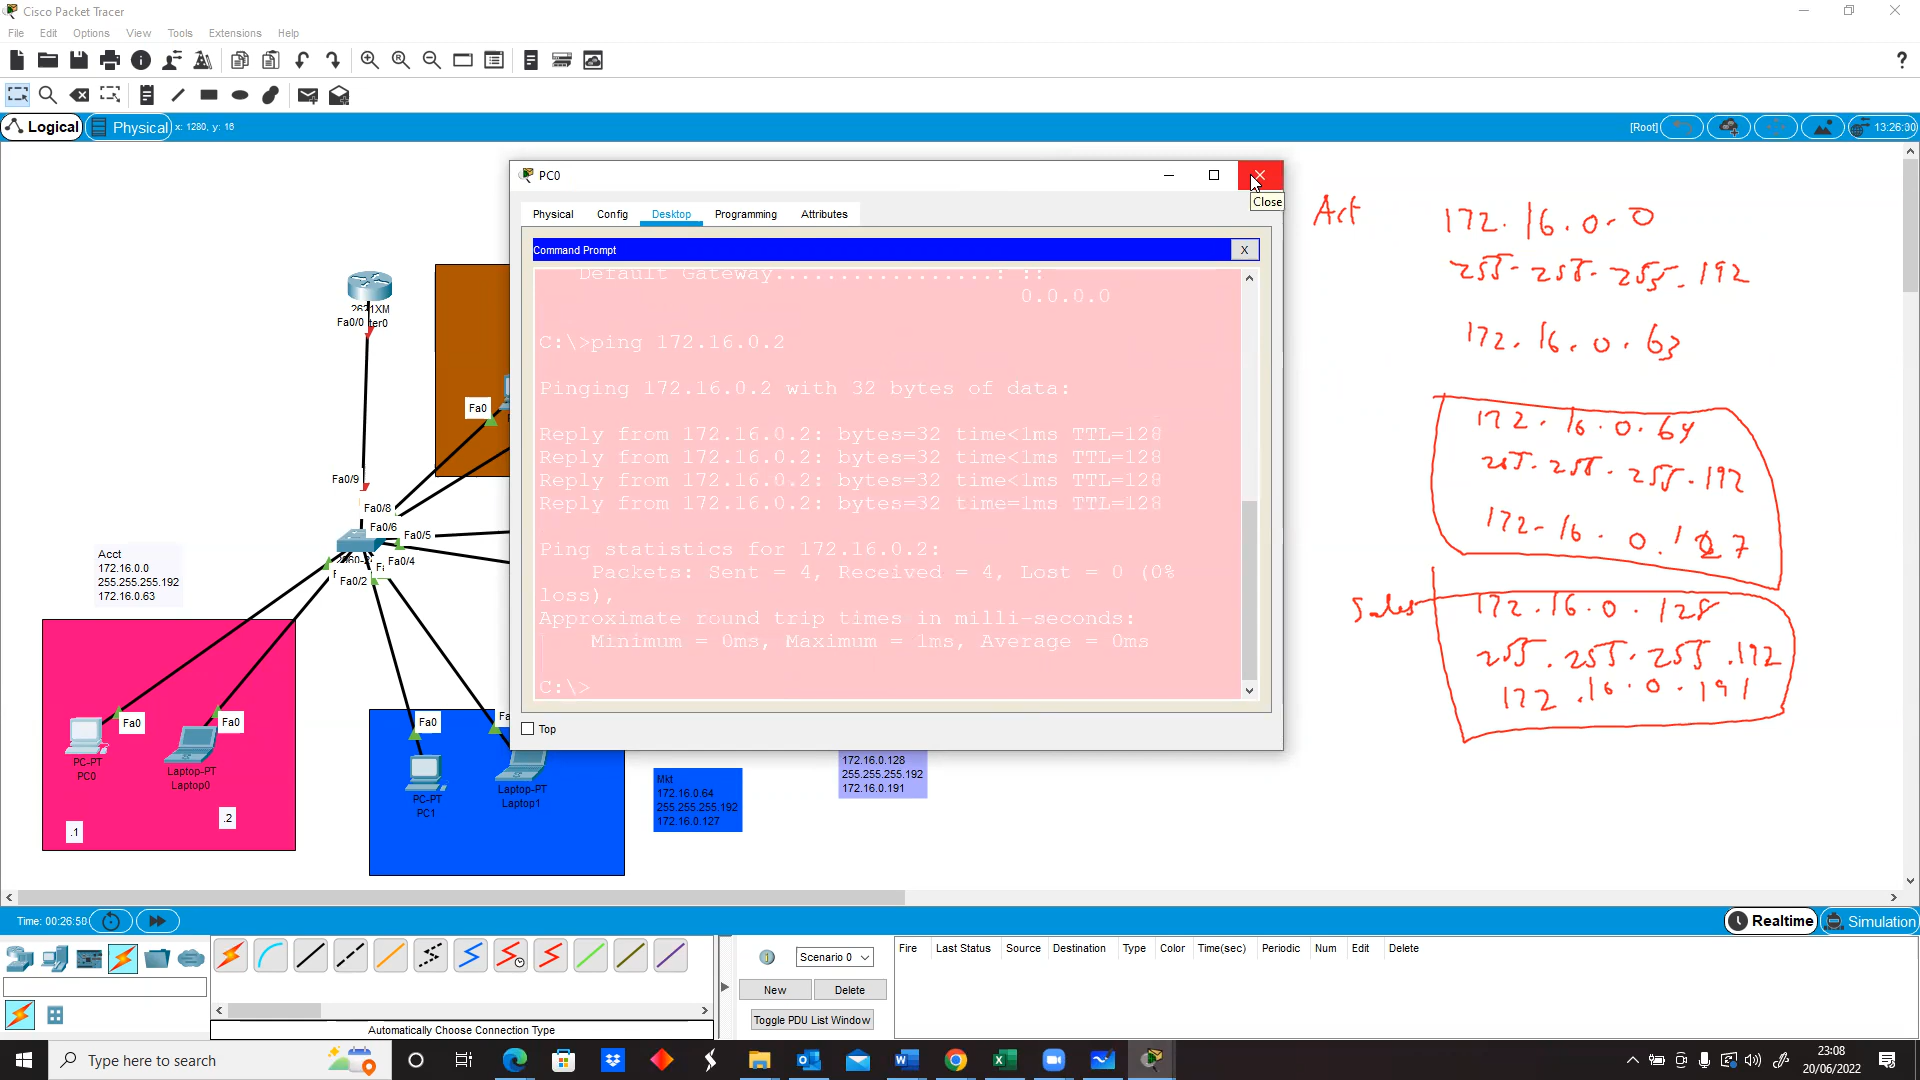 Cisco Packet Tracer
File Edit Options View Tools Extensions Help
Logical Physical x: 1280, y: 16 [Root] 13:26:30
PC0
Close
Physical Config Desktop Programming Attributes
Command Prompt X
Default Gateway.................: ::
0.0.0.0
C:\>ping 172.16.0.2
Pinging 172.16.0.2 with 32 bytes of data:
Reply from 172.16.0.2: bytes=32 time<1ms TTL=128
Reply from 172.16.0.2: bytes=32 time<1ms TTL=128
Reply from 172.16.0.2: bytes=32 time<1ms TTL=128
Reply from 172.16.0.2: bytes=32 time=1ms TTL=128
Ping statistics for 172.16.0.2:
Packets: Sent = 4, Received = 4, Lost = 0 (0%
loss),
Approximate round trip times in milli-seconds:
Minimum = 0ms, Maximum = 1ms, Average = 0ms
C:\>
Top
Act 172.16.0.0
255.255.255.192
172.16.0.63
172.16.0.64
255.255.255.192
172.16.0.127
Sales 172.16.0.128
255.255.255.192
172.16.0.191
Fa0/0
Fa0
Fa0/9
Fa0/8
Fa0/6
Fa0/5
Fa0/4
Fa0/2
Acct
172.16.0.0
255.255.255.192
172.16.0.63
Fa0
Fa0
PC-PT
PC0
Laptop-PT
Laptop0
.1
.2
Fa0
PC-PT
PC1
Laptop-PT
Laptop1
Mkt
172.16.0.64
255.255.255.192
172.16.0.127
172.16.0.128
255.255.255.192
172.16.0.191
Time: 00:26:58
Realtime Simulation
Scenario 0
New Delete
Toggle PDU List Window
Fire Last Status Source Destination Type Color Time(sec) Periodic Num Edit Delete
Automatically Choose Connection Type
Type here to search
23:08
20/06/2022